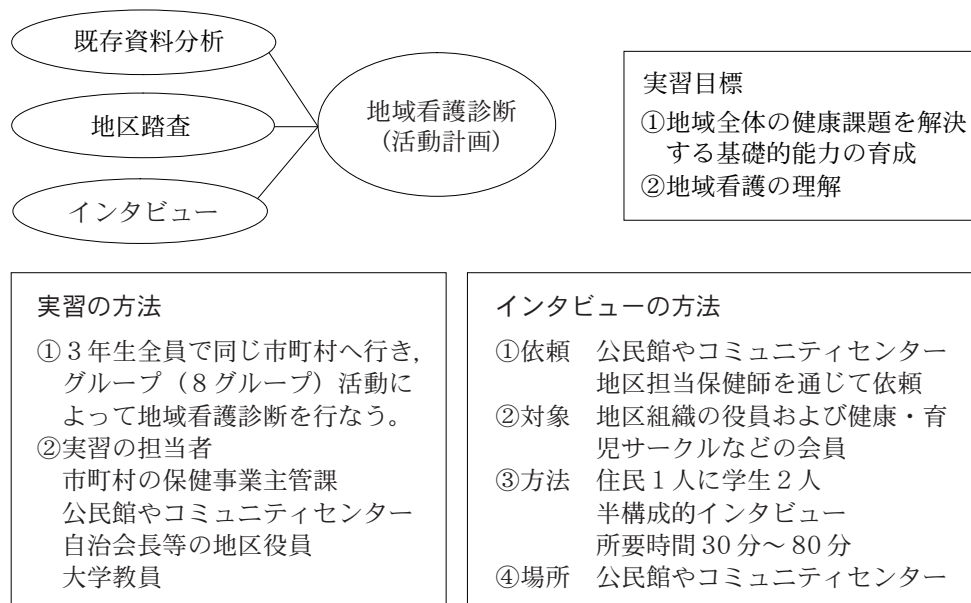 既存資料分析
地区踏査
インタビュー
地域看護診断
(活動計画)
実習目標
①地域全体の健康課題を解決
する基礎的能力の育成
②地域看護の理解
実習の方法
①3年生全員で同じ市町村へ行き,
グループ(8グループ)活動に
よって地域看護診断を行なう。
②実習の担当者
市町村の保健事業主管課
公民館やコミュニティセンター
自治会長等の地区役員
大学教員
インタビューの方法
①依頼 公民館やコミュニティセンター
地区担当保健師を通じて依頼
②対象 地区組織の役員および健康・育
児サークルなどの会員
③方法 住民1人に学生2人
半構成的インタビュー
所要時間30分〜80分
④場所 公民館やコミュニティセンター